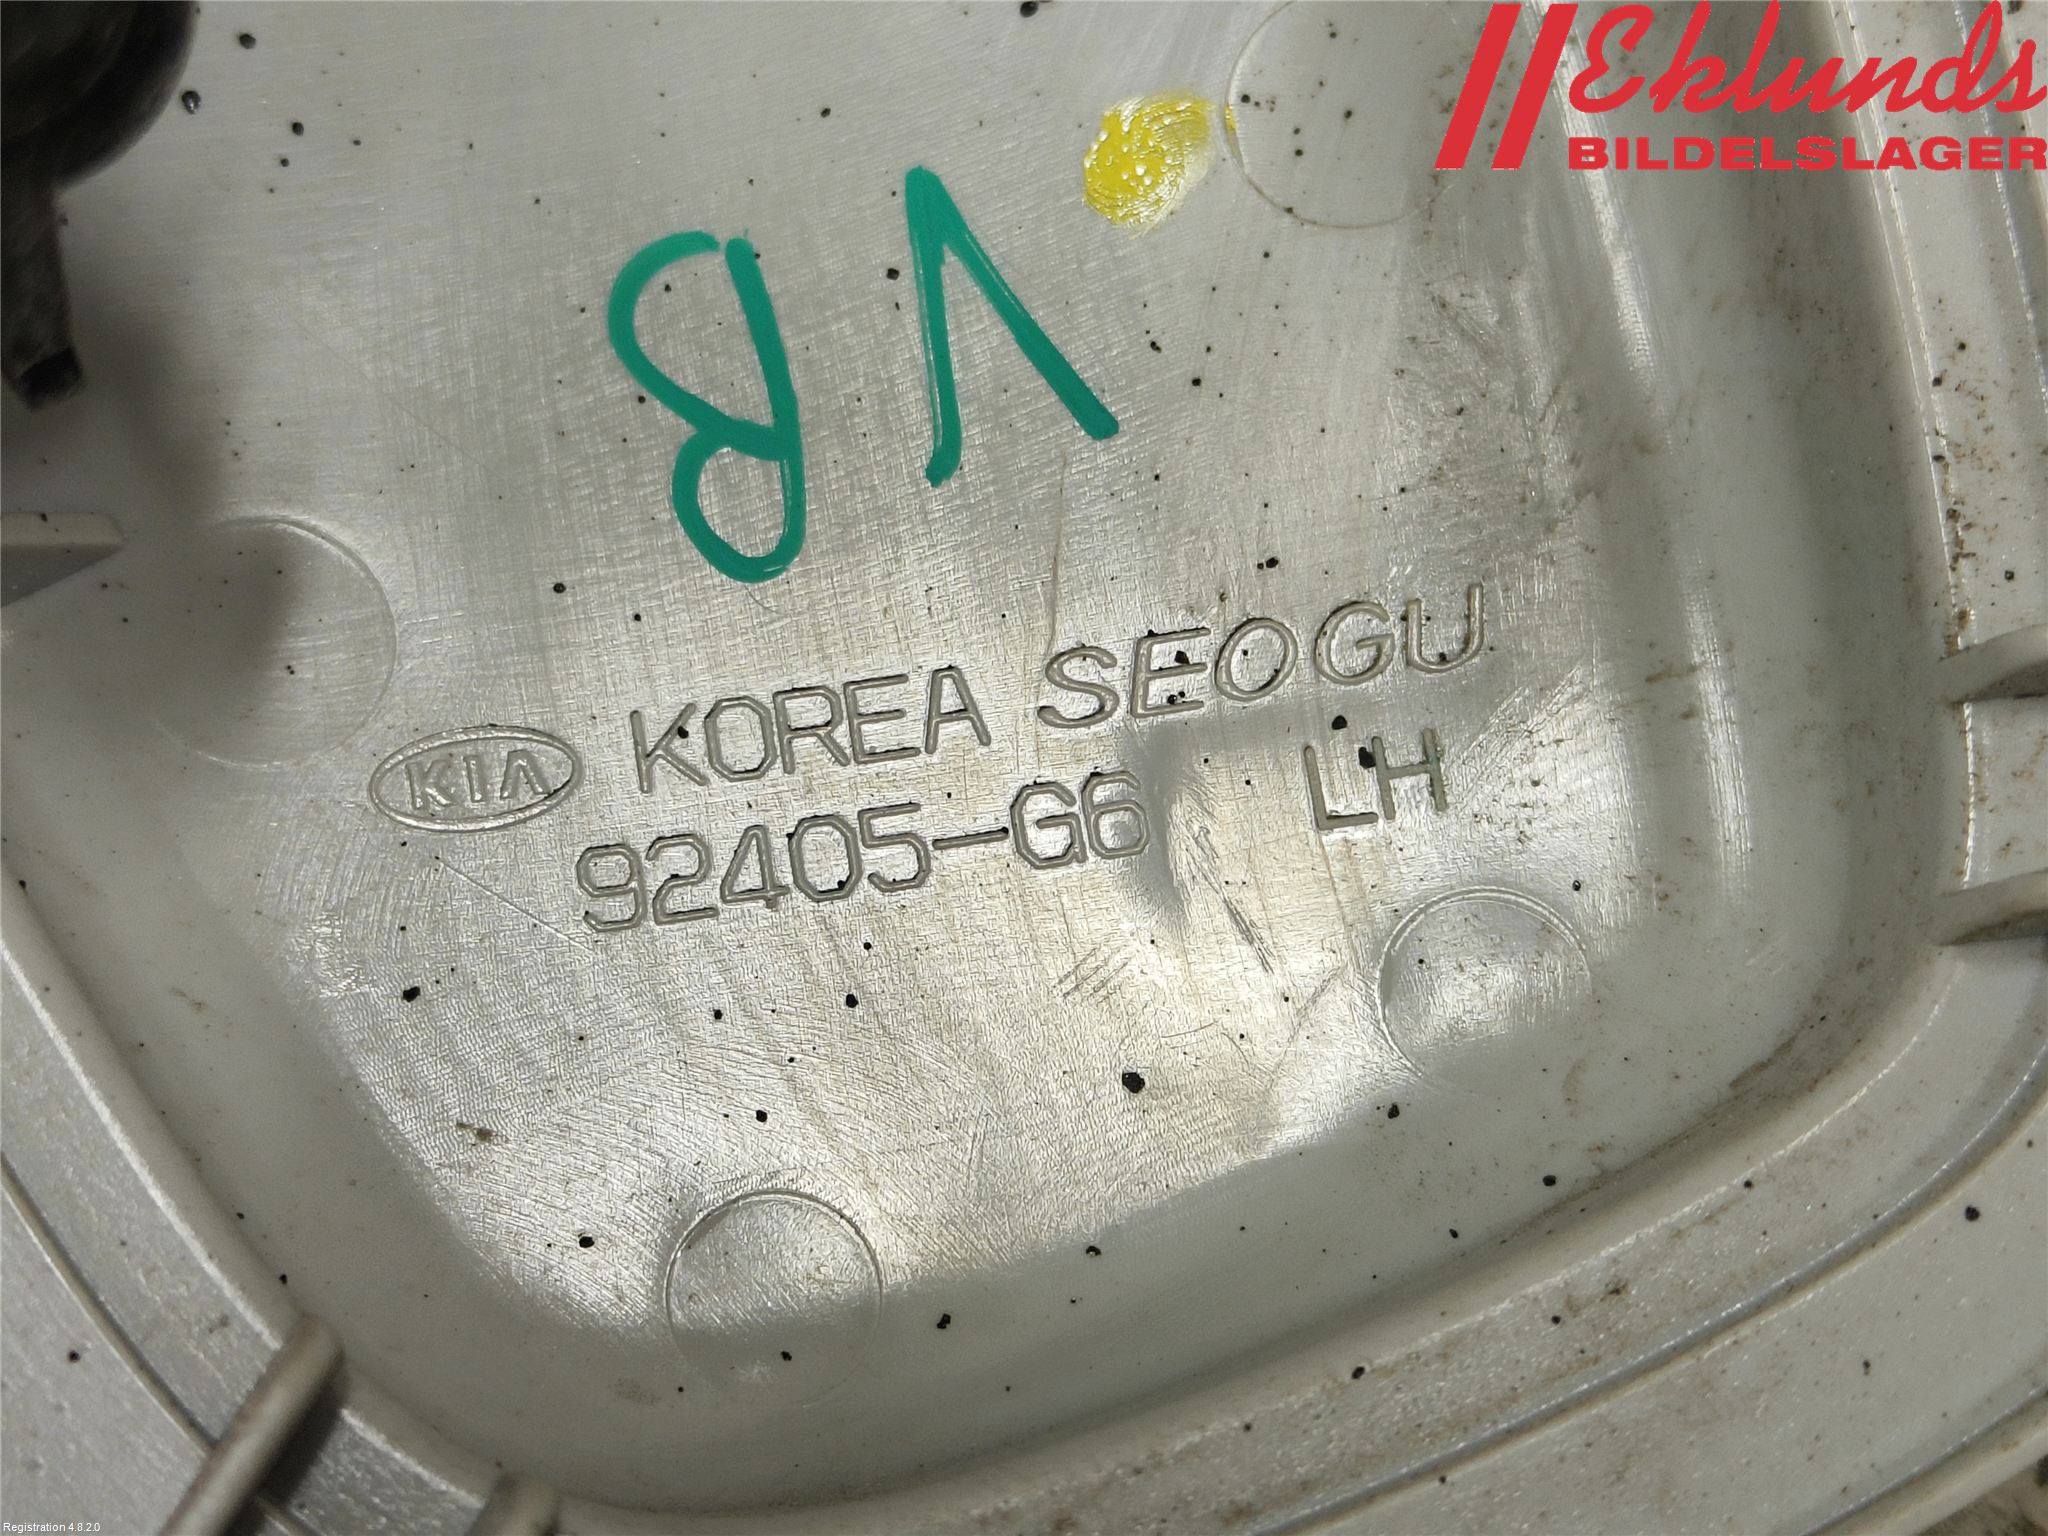 Eklunds
BILDELSLAGER
VB
KIA KOREA SEOGU
92405-G6 LH
Registration 4.8.2.0